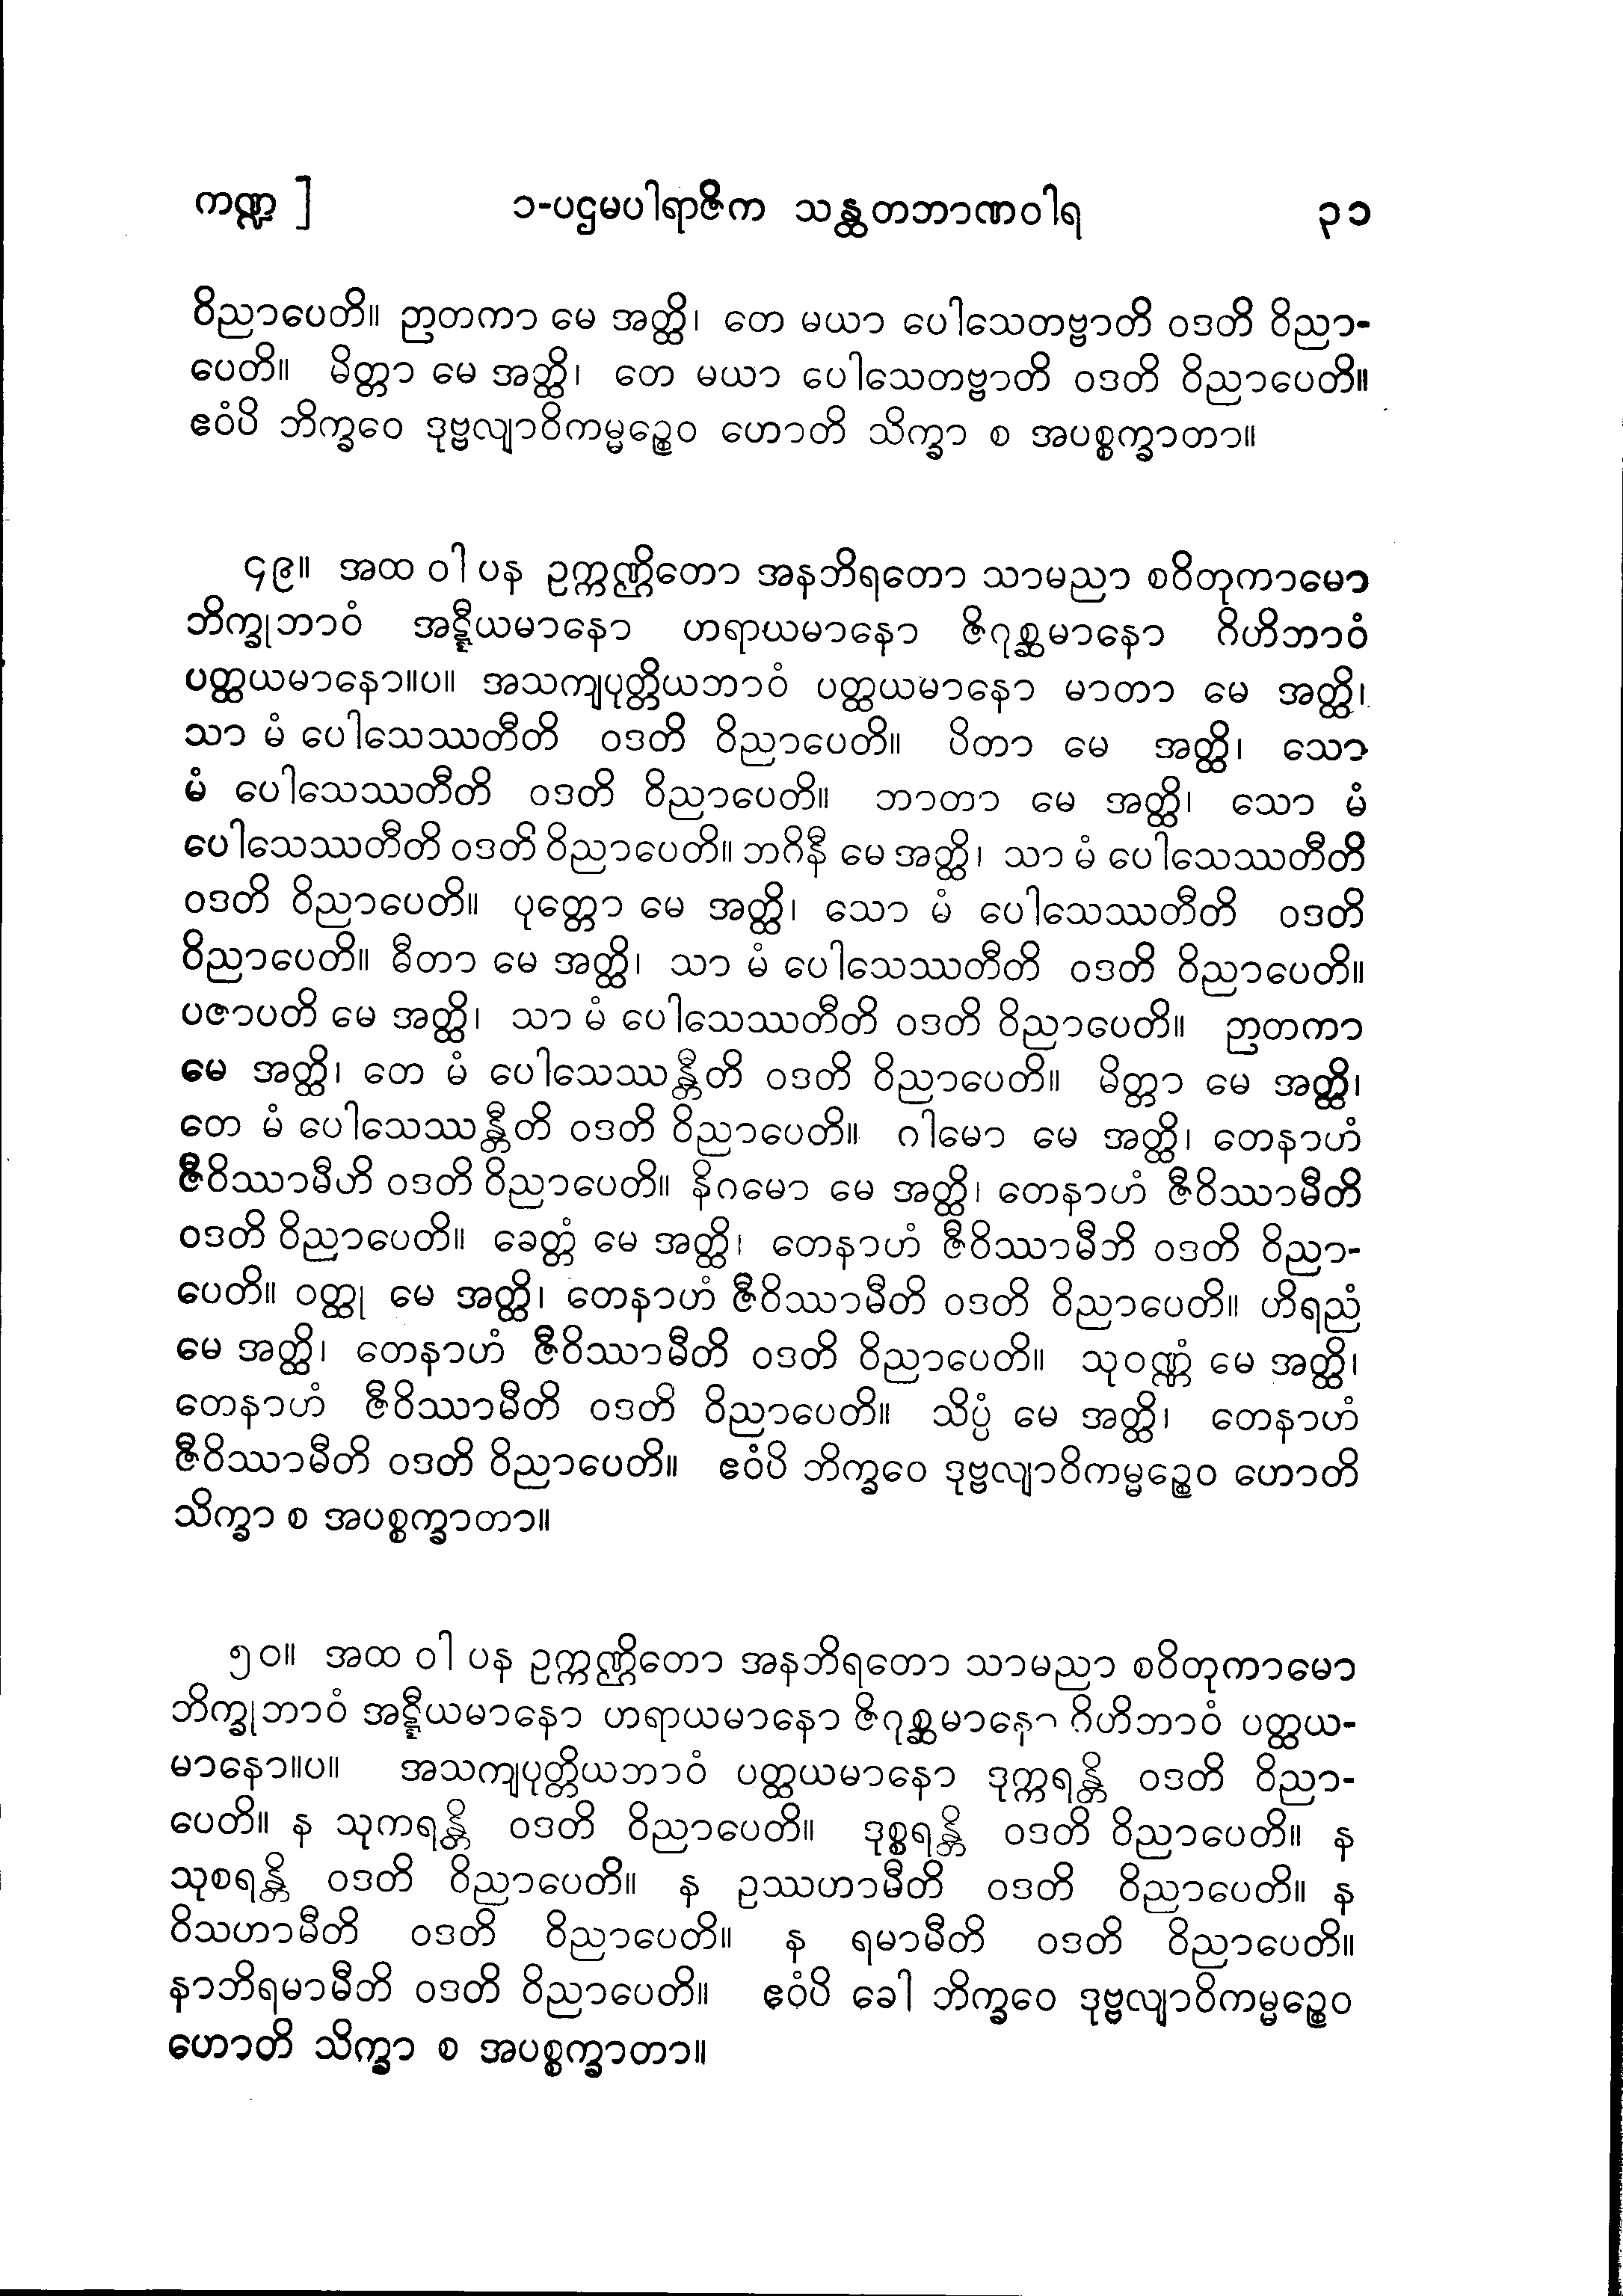 ကဏ္ဍ ] ၁-ပဌမပါရာဇိက သန္ထတဘာဏဝါရ ၃၁
ဝိညာပေတိ။ ဉာတကာ မေ အတ္ထိ၊ တေ မယာ ပေါသေတဗ္ဗာတိ ဝဒတိ ဝိညာ-
ပေတိ။ မိတ္တာ မေ အတ္ထိ၊ တေ မယာ ပေါသေတဗ္ဗာတိ ဝဒတိ ဝိညာပေတိ။
ဧဝံပိ ဘိက္ခဝေ ဒုဗ္ဗလျာဝိကမ္မဉ္စေဝ ဟောတိ သိက္ခာ စ အပစ္စက္ခာတာ။
၄၉။ အထ ဝါ ပန ဥက္ကဏ္ဌိတော အနဘိရတော သာမညာ စဝိတုကာမော
ဘိက္ခုဘာဝံ အဋ္ဋီယမာနော ဟရာယမာနော ဇိဂုစ္ဆမာနော ဂိဟိဘာဝံ
ပတ္ထယမာနော။ပ။ အသကျပုတ္တိယဘာဝံ ပတ္ထယမာနော မာတာ မေ အတ္ထိ၊
သာ မံ ပေါသေဿတီတိ ဝဒတိ ဝိညာပေတိ။ ပိတာ မေ အတ္ထိ၊ သော
မံ ပေါသေဿတီတိ ဝဒတိ ဝိညာပေတိ။ ဘာတာ မေ အတ္ထိ၊ သော မံ
ပေါသေဿတီတိ ဝဒတိ ဝိညာပေတိ။ ဘဂိနီ မေ အတ္ထိ၊ သာ မံ ပေါသေဿတီတိ
ဝဒတိ ဝိညာပေတိ။ ပုတ္တော မေ အတ္ထိ၊ သော မံ ပေါသေဿတီတိ ဝဒတိ
ဝိညာပေတိ။ ဓီတာ မေ အတ္ထိ၊ သာ မံ ပေါသေဿတီတိ ဝဒတိ ဝိညာပေတိ။
ပဇာပတိ မေ အတ္ထိ၊ သာ မံ ပေါသေဿတီတိ ဝဒတိ ဝိညာပေတိ။ ဉာတကာ
မေ အတ္ထိ၊ တေ မံ ပေါသေဿန္တီတိ ဝဒတိ ဝိညာပေတိ။ မိတ္တာ မေ အတ္ထိ၊
တေ မံ ပေါသေဿန္တီတိ ဝဒတိ ဝိညာပေတိ။ ဂါမော မေ အတ္ထိ၊ တေနာဟံ
ဇီဝိဿာမီဟိ ဝဒတိ ဝိညာပေတိ။ နိဂမော မေ အတ္ထိ၊ တေနာဟံ ဇီဝိဿာမီတိ
ဝဒတိ ဝိညာပေတိ။ ခေတ္တံ မေ အတ္ထိ၊ တေနာဟံ ဇီဝိဿာမီဘိ ဝဒတိ ဝိညာ-
ပေတိ။ ဝတ္ထု မေ အတ္ထိ၊ တေနာဟံ ဇီဝိဿာမီတိ ဝဒတိ ဝိညာပေတိ။ ဟိရညံ
မေ အတ္ထိ၊ တေနာဟံ ဇီဝိဿာမီတိ ဝဒတိ ဝိညာပေတိ။ သုဝဏ္ဏံ မေ အတ္ထိ၊
တေနာဟံ ဇီဝိဿာမီတိ ဝဒတိ ဝိညာပေတိ။ သိပ္ပံ မေ အတ္ထိ၊ တေနာဟံ
ဇီဝိဿာမီတိ ဝဒတိ ဝိညာပေတိ။ ဧဝံပိ ဘိက္ခဝေ ဒုဗ္ဗလျာဝိကမ္မဉ္စေဝ ဟောတိ
သိက္ခာ စ အပစ္စက္ခာတာ။
၅၀။ အထ ဝါ ပန ဥက္ကဏ္ဌိတော အနဘိရတော သာမညာ စဝိတုကာမော
ဘိက္ခုဘာဝံ အဋ္ဋီယမာနော ဟရာယမာနော ဇိဂုစ္ဆမာနော ဂိဟိဘာဝံ ပတ္ထယ-
မာနော။ပ။ အသကျပုတ္တိယဘာဝံ ပတ္ထယမာနော ဒုက္ကရန္တိ ဝဒတိ ဝိညာ-
ပေတိ။ န သုကရန္တိ ဝဒတိ ဝိညာပေတိ။ ဒုစ္စရန္တိ ဝဒတိ ဝိညာပေတိ။ န
သုစရန္တိ ဝဒတိ ဝိညာပေတိ။ န ဥဿဟာမီတိ ဝဒတိ ဝိညာပေတိ။ န
ဝိသဟာမီတိ ဝဒတိ ဝိညာပေတိ။ န ရမာမီတိ ဝဒတိ ဝိညာပေတိ။
နာဘိရမာမီတိ ဝဒတိ ဝိညာပေတိ။ ဧဝံပိ ခေါ ဘိက္ခဝေ ဒုဗ္ဗလျာဝိကမ္မဉ္စေဝ
ဟောတိ သိက္ခာ စ အပစ္စက္ခာတာ။